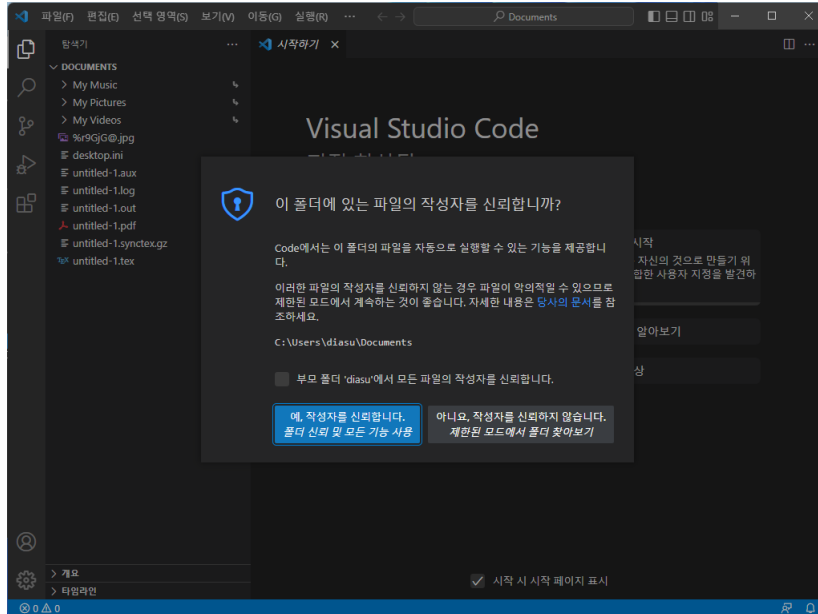 파일(F) 편집(E) 선택 영역(S) 보기(V) 이동(G) 실행(R) ··· Documents
탐색기 ···
시작하기
DOCUMENTS
My Music
My Pictures
My Videos
%r9GjG@.jpg
desktop.ini
untitled-1.aux
untitled-1.log
untitled-1.out
untitled-1.pdf
untitled-1.synctex.gz
TEX untitled-1.tex
개요
타임라인
0 0
Visual Studio Code
이 폴더에 있는 파일의 작성자를 신뢰합니까?
Code에서는 이 폴더의 파일을 자동으로 실행할 수 있는 기능을 제공합니
다.
이러한 파일의 작성자를 신뢰하지 않는 경우 파일이 악의적일 수 있으므로
제한된 모드에서 계속하는 것이 좋습니다. 자세한 내용은 당사의 문서를 참
조하세요.
C:\Users\diasu\Documents
부모 폴더 'diasu'에서 모든 파일의 작성자를 신뢰합니다.
예, 작성자를 신뢰합니다.
폴더 신뢰 및 모든 기능 사용
아니요, 작성자를 신뢰하지 않습니다.
제한된 모드에서 폴더 찾아보기
시작
자신의 것으로 만들기 위
합한 사용자 지정을 발견하
알아보기
상
시작 시 시작 페이지 표시